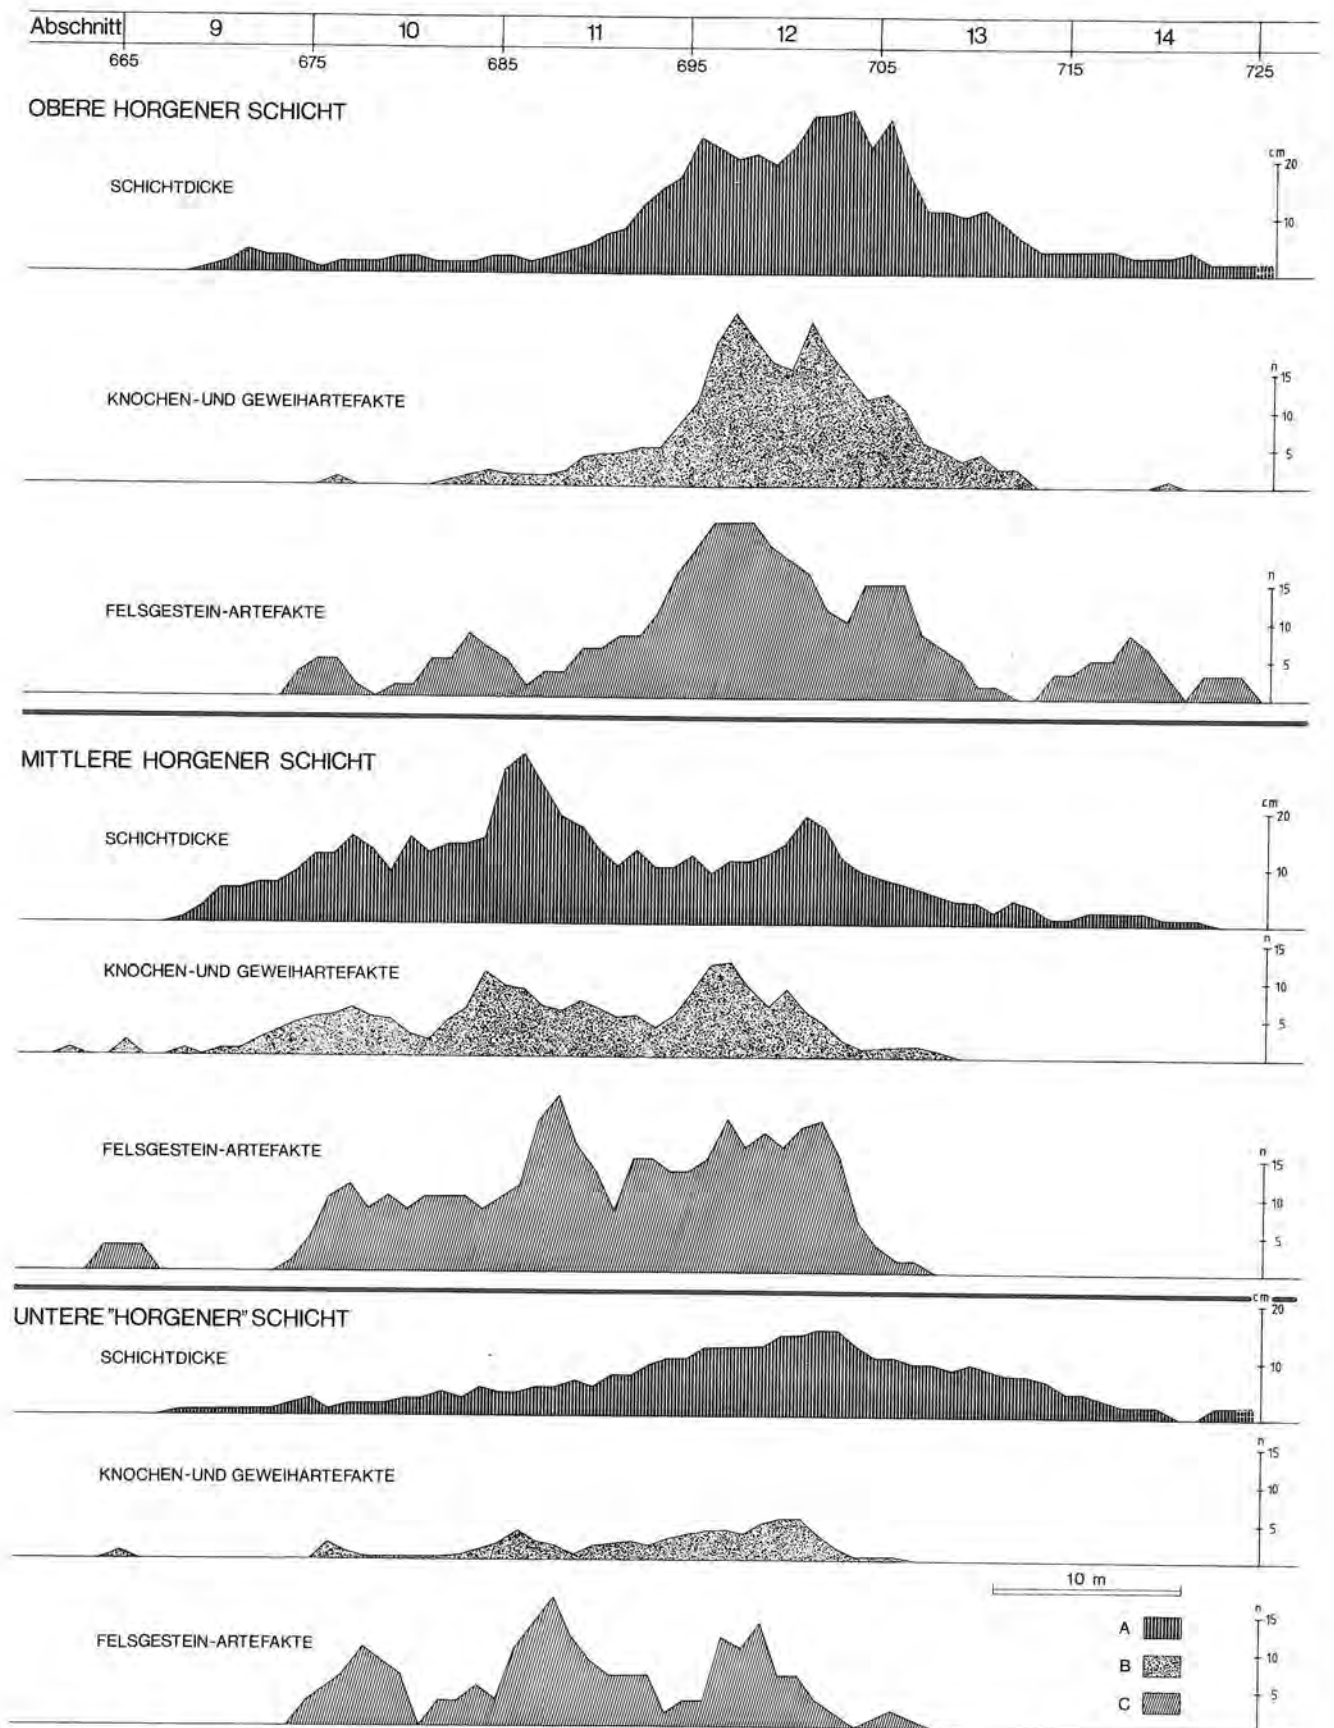 Abschnitt 9 10 11 12 13 14
665 675 685 695 705 715 725
OBERE HORGENER SCHICHT
cm
20
SCHICHTDICKE
10
n
15
KNOCHEN-UND GEWEIHARTEFAKTE
10
5
n
15
FELSGESTEIN-ARTEFAKTE
10
5
MITTLERE HORGENER SCHICHT
cm
20
SCHICHTDICKE
10
n
15
KNOCHEN-UND GEWEIHARTEFAKTE
10
5
FELSGESTEIN-ARTEFAKTE
n
15
10
5
cm
UNTERE "HORGENER" SCHICHT
20
SCHICHTDICKE
10
n
15
KNOCHEN-UND GEWEIHARTEFAKTE
10
5
10 m
n
15
A
FELSGESTEIN-ARTEFAKTE
10
B
5
C